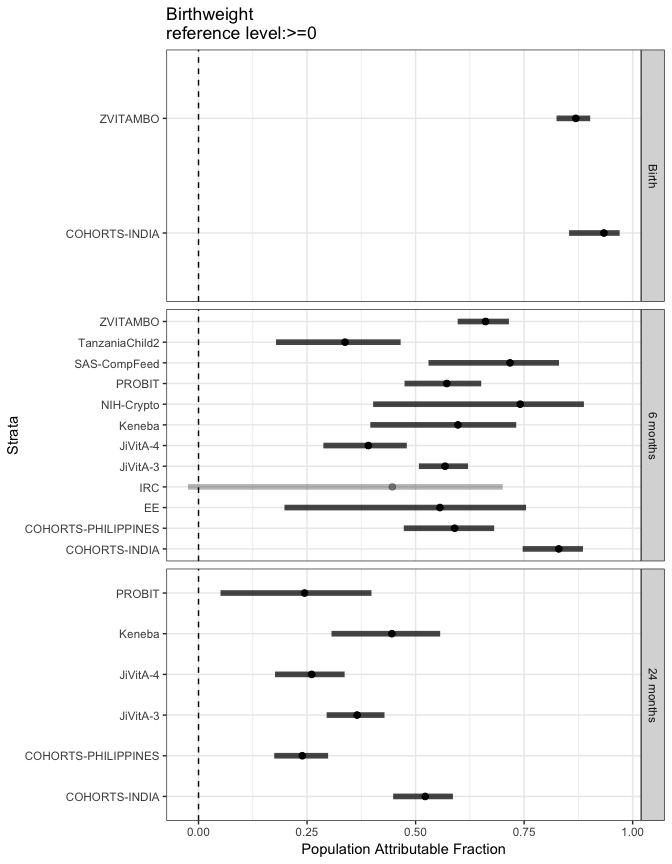 Birthweight
reference level:>=0
Strata
ZVITAMBO
COHORTS-INDIA
Birth
ZVITAMBO
TanzaniaChild2
SAS-CompFeed
PROBIT
NIH-Crypto
Keneba
JiVitA-4
JiVitA-3
IRC
EE
COHORTS-PHILIPPINES
COHORTS-INDIA
6 months
PROBIT
Keneba
JiVitA-4
JiVitA-3
COHORTS-PHILIPPINES
COHORTS-INDIA
24 months
0.00 0.25 0.50 0.75 1.00
Population Attributable Fraction